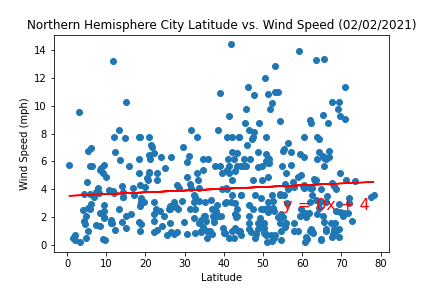 Northern Hemisphere City Latitude vs. Wind Speed (02/02/2021)
14
12
10
8
6
4
2
0
Wind Speed (mph)
y = 0x + 4
0 10 20 30 40 50 60 70 80
Latitude